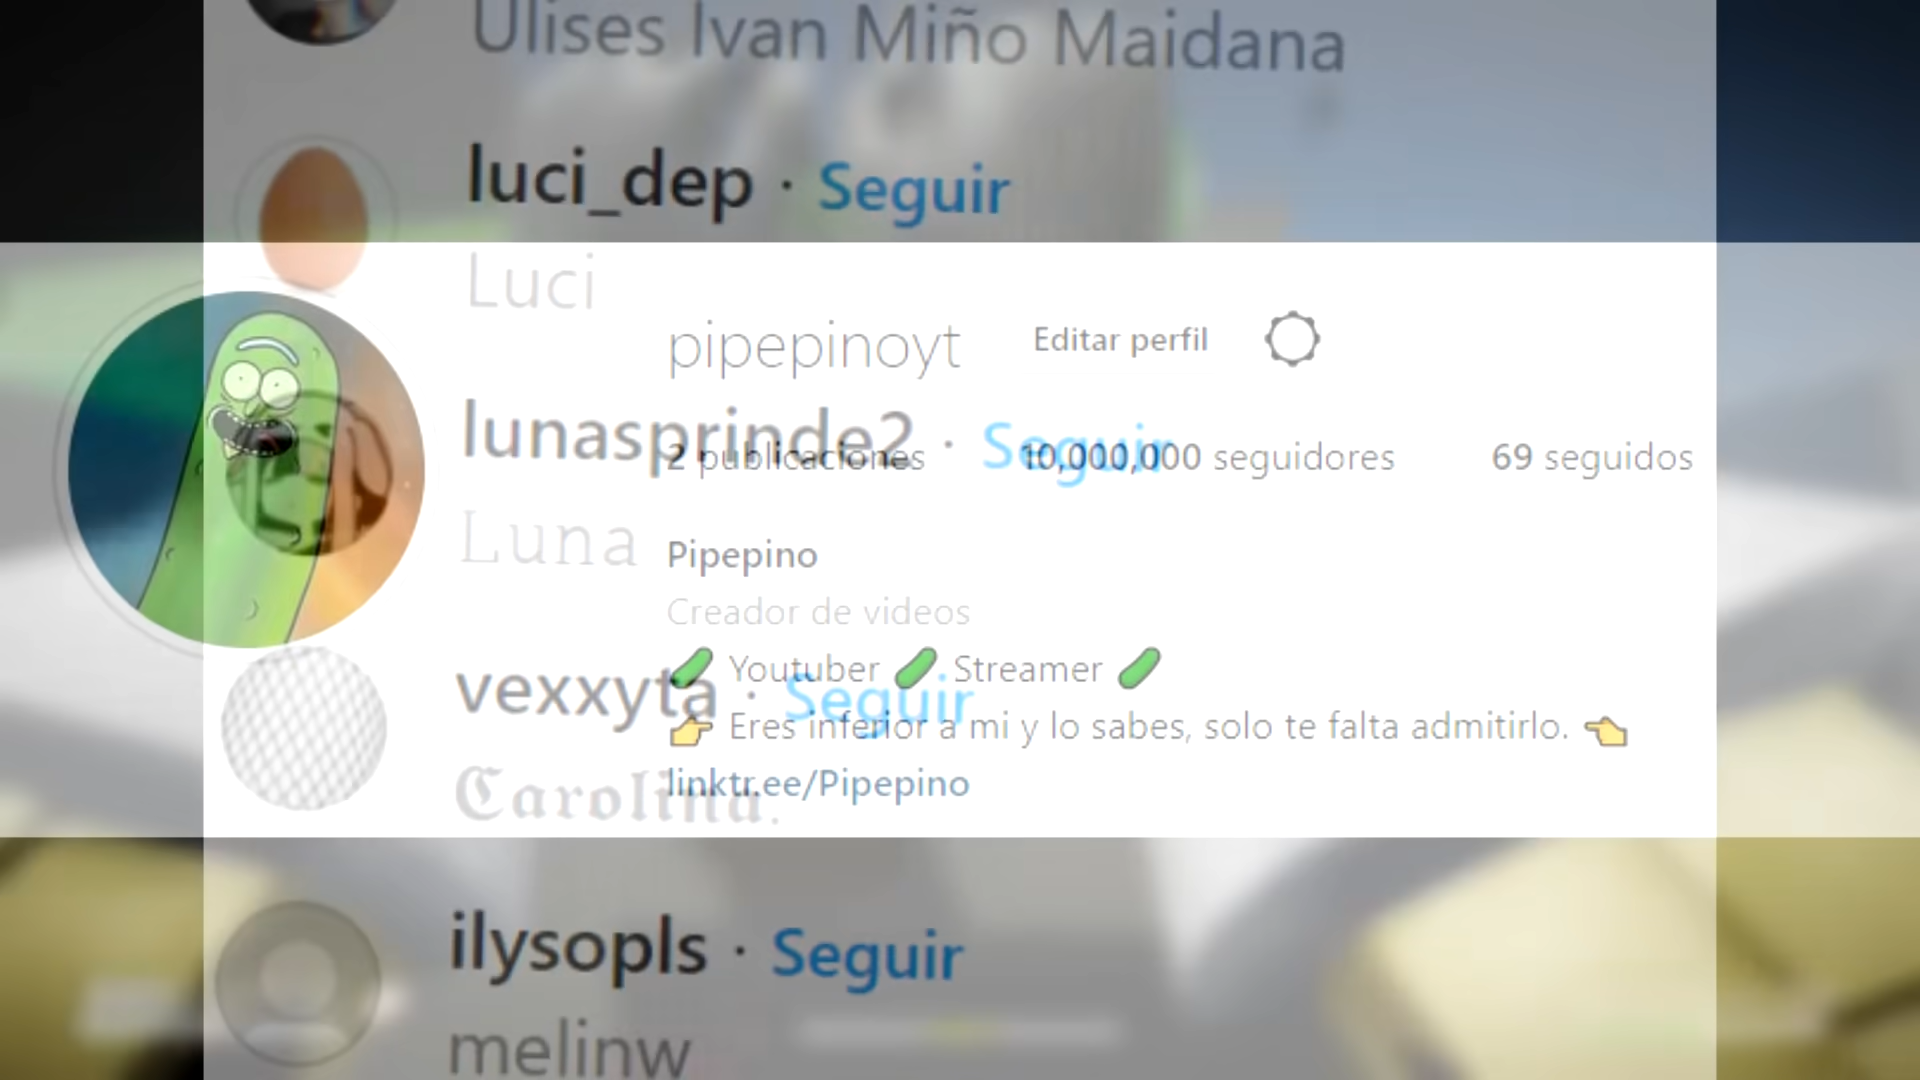 Ulises Ivan Miño Maidana
luci_dep · Seguir
Luci
pipepinoyt Editar perfil
lunasprinde2 · Seguir
2 publicaciones 10,000,000 seguidores 69 seguidos
Luna
Pipepino
Creador de videos
Youtuber Streamer
vexxyta · Seguir
Eres inferior a mi y lo sabes, solo te falta admitirlo.
linktr.ee/Pipepino
Carolina.
ilysopls · Seguir
melinw